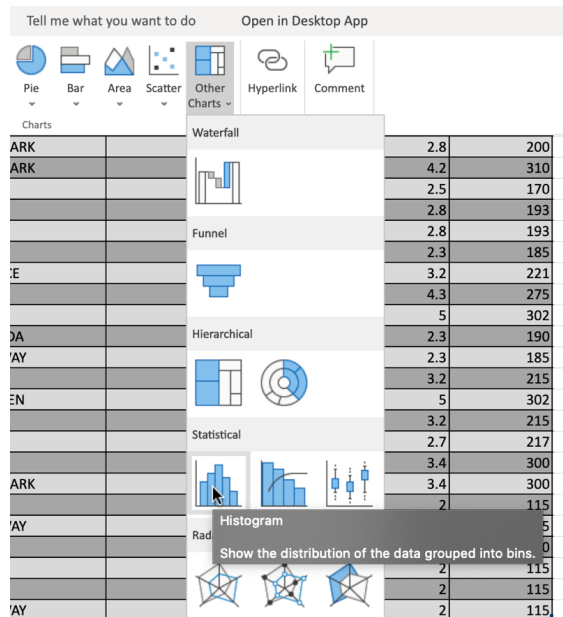 Tell me what you want to do Open in Desktop App
Pie Bar Area Scatter Other Charts Hyperlink Comment
Charts
Waterfall
ARK 2.8 200
ARK 4.2 310
2.5 170
2.8 193
Funnel
2.8 193
2.3 185
CE 3.2 221
4.3 275
5 302
Hierarchical
DA 2.3 190
VAY 2.3 185
3.2 215
EN 5 302
3.2 215
Statistical
2.7 217
3.4 300
ARK 3.4 300
2 115
VAY 5
Histogram
Rad 0
Show the distribution of the data grouped into bins.
2 115
2 115
VAY 2 115